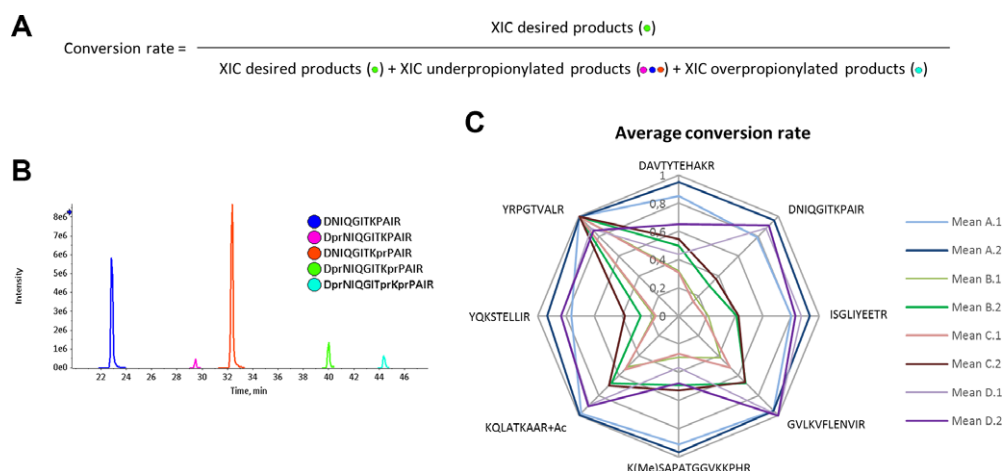 A
Conversion rate =
XIC desired products (●)
XIC desired products (●) + XIC underpropionylated products (●●●) + XIC overpropionylated products (●)
B
8e6
7e6
6e6
5e6
4e6
3e6
2e6
1e6
0e0
Intensity
22 24 26 28 30 32 34 36 38 40 42 44 46
Time, min
DNIQGITKPAIR
DprNIQGITKPAIR
DNIQGITKprPAIR
DprNIQGITKprPAIR
DprNIQGITprKprPAIR
C
Average conversion rate
DAVTYTEHAKR
DNIQGITKPAIR
ISGLIYEETR
GVLKVFLENVIR
K(Me)SAPATGGVKKPHR
KQLATKAAR+Ac
YQKSTELLIR
YRPGTVALR
1
0,8
0,6
0,4
0,2
0
Mean A.1
Mean A.2
Mean B.1
Mean B.2
Mean C.1
Mean C.2
Mean D.1
Mean D.2